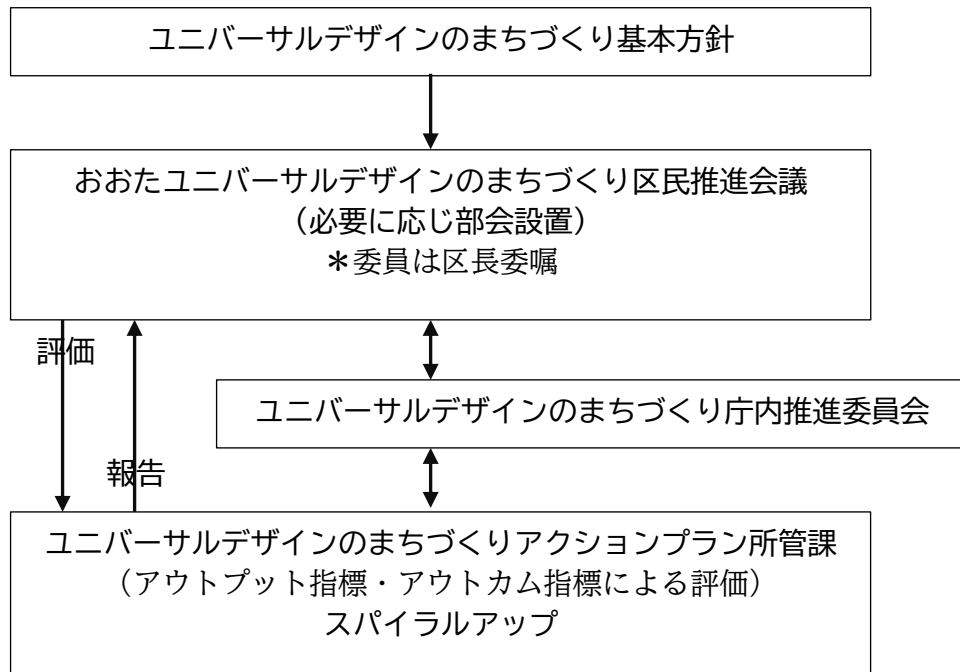 ユニバーサルデザインのまちづくり基本方針
おおたユニバーサルデザインのまちづくり区民推進会議
（必要に応じ部会設置）
＊委員は区長委嘱
評価
ユニバーサルデザインのまちづくり庁内推進委員会
報告
ユニバーサルデザインのまちづくりアクションプラン所管課
（アウトプット指標・アウトカム指標による評価）
スパイラルアップ